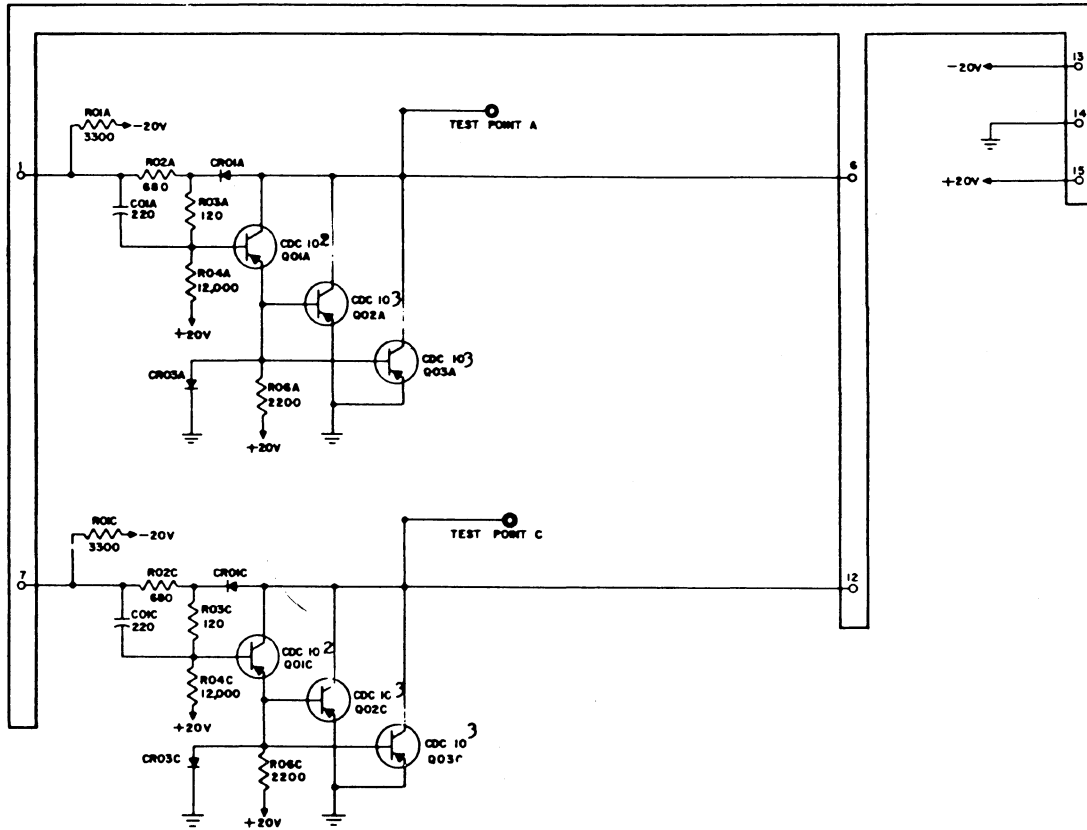 13
-20V
R01A
-20V
3300
TEST POINT A
14
1
R02A
CR01A
6
15
680
+20V
C01A
220
R03A
120
CDC 102
Q01A
R04A
12,000
CDC 103
Q02A
+20V
CDC 103
Q03A
CR03A
R06A
2200
+20V
R01C
-20V
3300
TEST POINT C
7
R02C
CR01C
12
680
C01C
220
R03C
120
CDC 102
Q01C
R04C
12,000
CDC 103
Q02C
+20V
CDC 103
Q03C
CR03C
R06C
2200
+20V